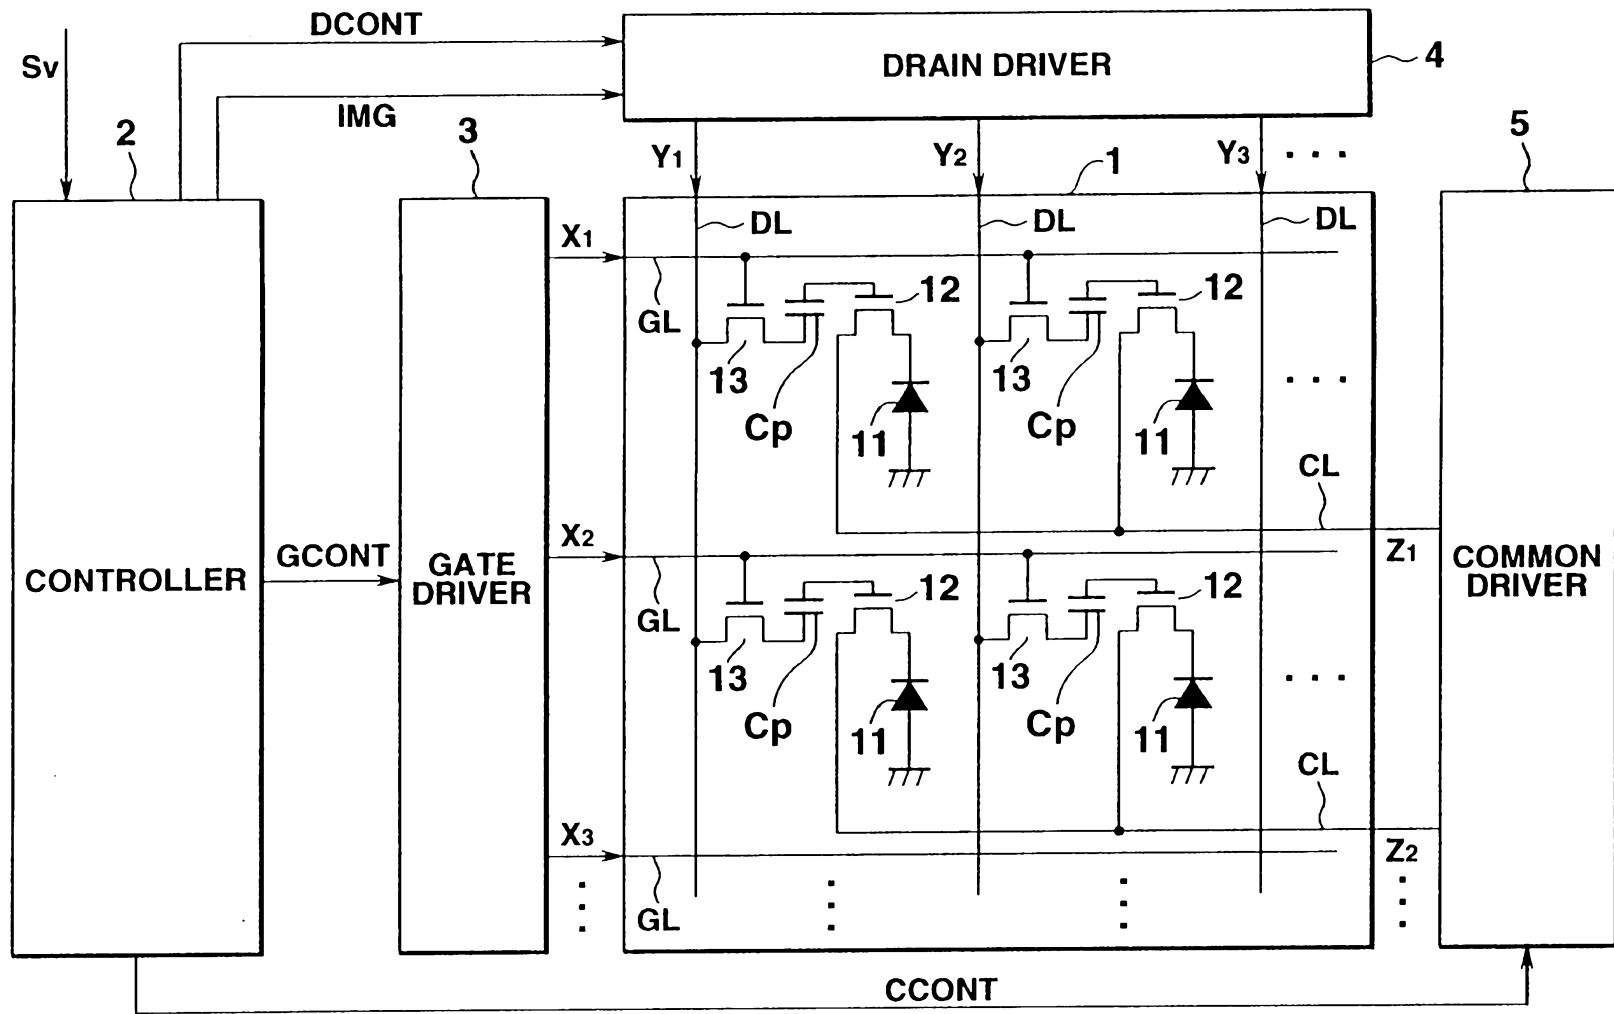 DCONT
Sv
DRAIN DRIVER
4
IMG
2
3
5
Y1
Y2
Y3
1
DL
DL
DL
X1
GL
12
12
13
13
Cp
Cp
11
11
CL
X2
Z1
GCONT
CONTROLLER
GATE
DRIVER
COMMON
DRIVER
GL
12
12
13
13
Cp
Cp
11
11
CL
X3
Z2
GL
CCONT